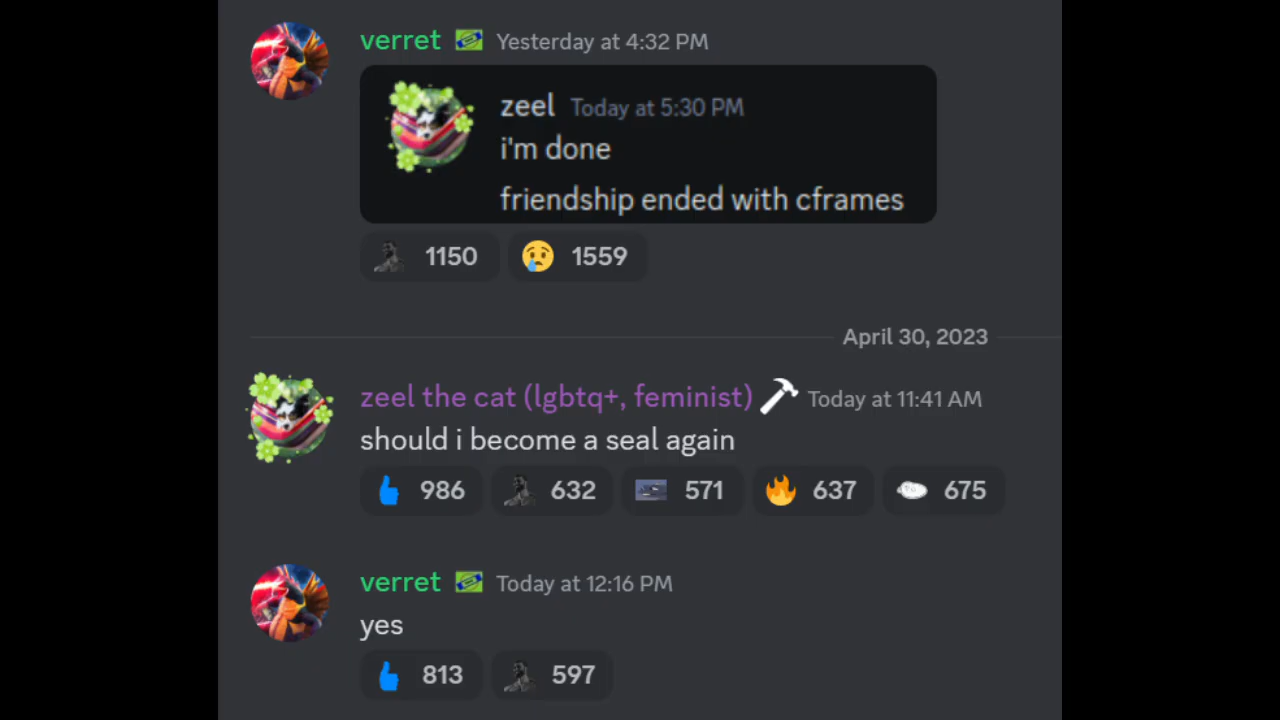 verret Yesterday at 4:32 PM
zeel Today at 5:30 PM
i'm done
friendship ended with cframes
1150 1559
April 30, 2023
zeel the cat (lgbtq+, feminist) Today at 11:41 AM
should i become a seal again
986 632 571 637 675
verret Today at 12:16 PM
yes
813 597